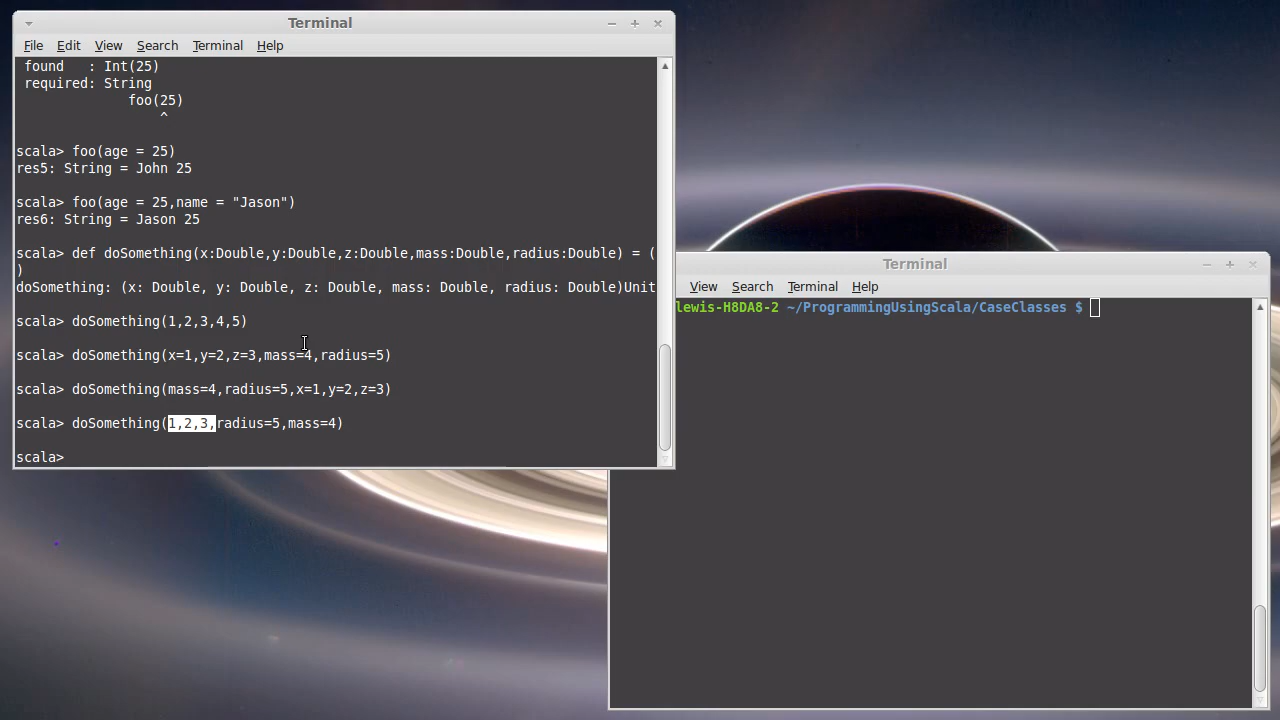 Terminal
File Edit View Search Terminal Help
found   : Int(25)
required: String
foo(25)
^
scala> foo(age = 25)
res5: String = John 25
scala> foo(age = 25,name = "Jason")
res6: String = Jason 25
scala> def doSomething(x:Double,y:Double,z:Double,mass:Double,radius:Double) = (
)
doSomething: (x: Double, y: Double, z: Double, mass: Double, radius: Double)Unit
scala> doSomething(1,2,3,4,5)
scala> doSomething(x=1,y=2,z=3,mass=4,radius=5)
scala> doSomething(mass=4,radius=5,x=1,y=2,z=3)
scala> doSomething(1,2,3,radius=5,mass=4)
scala>
Terminal
View Search Terminal Help
lewis-H8DA8-2 ~/ProgrammingUsingScala/CaseClasses $